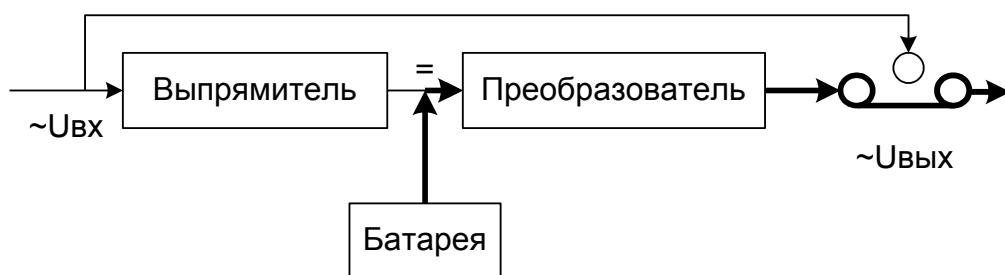 =
Выпрямитель
Преобразователь
~Uвх
~Uвых
Батарея